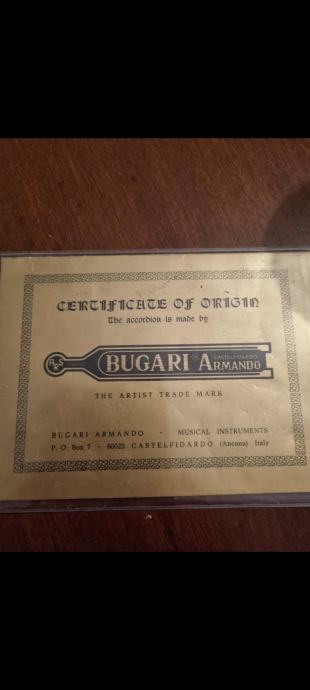 CERTIFICATE OF ORIGIN
The accordion is made by
BUGARI ARMANDO
CASTELFIDARDO
THE ARTIST TRADE MARK
BUGARI ARMANDO - MUSICAL INSTRUMENTS
P. O. Box 7 - 60022 CASTELFIDARDO (Ancona) Italy